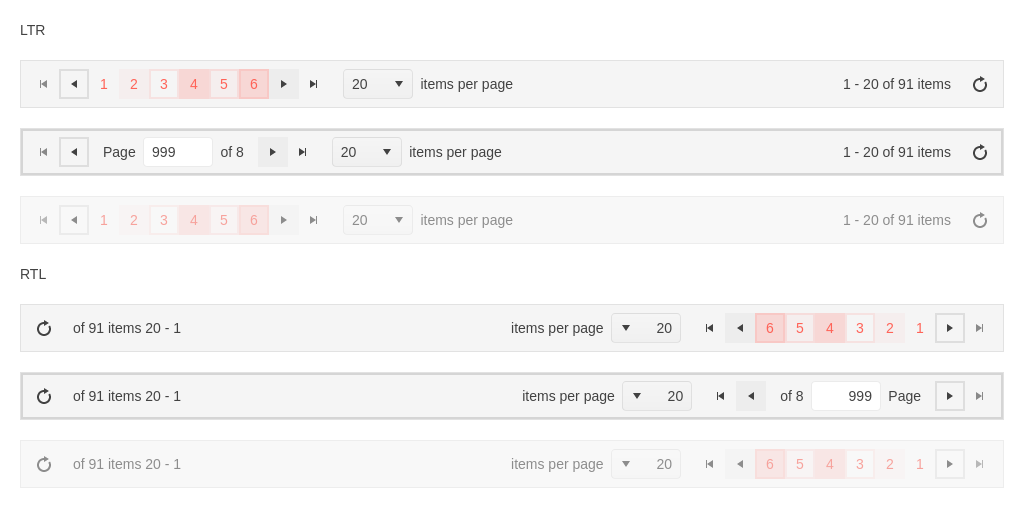 LTR
1 2 3 4 5 6 20 items per page 1 - 20 of 91 items
Page 999 of 8 20 items per page 1 - 20 of 91 items
1 2 3 4 5 6 20 items per page 1 - 20 of 91 items
RTL
of 91 items 20 - 1 items per page 20 6 5 4 3 2 1
of 91 items 20 - 1 items per page 20 of 8 999 Page
of 91 items 20 - 1 items per page 20 6 5 4 3 2 1